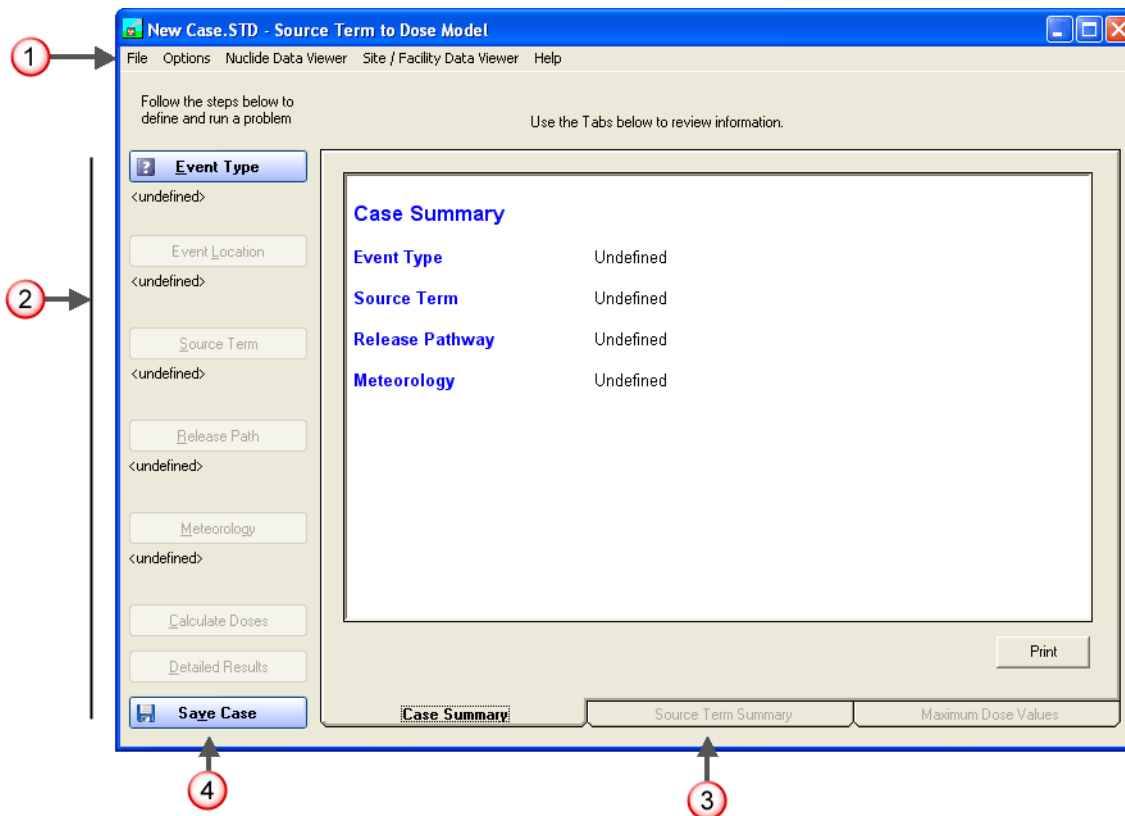 New Case.STD - Source Term to Dose Model
1
File Options Nuclide Data Viewer Site / Facility Data Viewer Help
Follow the steps below to
define and run a problem
Use the Tabs below to review information.
Event Type
<undefined>
Event Location
<undefined>
2
Source Term
<undefined>
Release Path
<undefined>
Meteorology
<undefined>
Calculate Doses
Detailed Results
Save Case
Case Summary
Event Type Undefined
Source Term Undefined
Release Pathway Undefined
Meteorology Undefined
Print
Case Summary Source Term Summary Maximum Dose Values
4
3